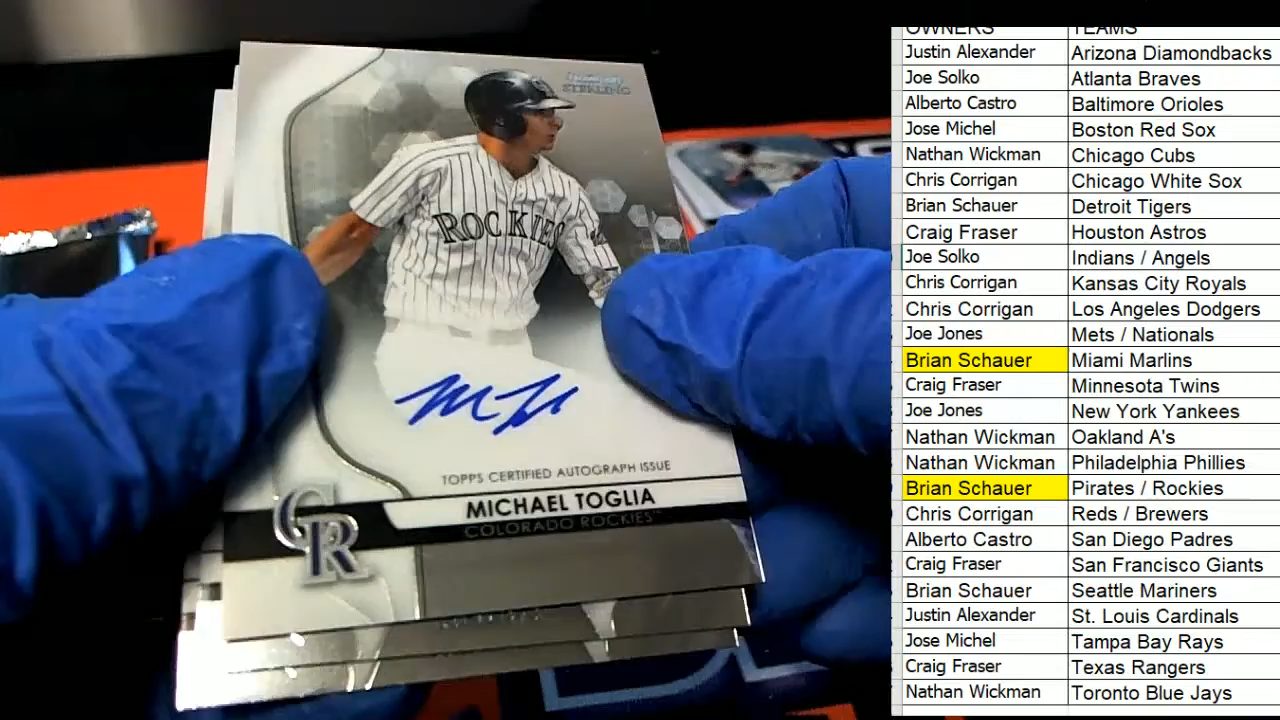 BOWMAN
STERLING
ROCKIES
TOPPS CERTIFIED AUTOGRAPH ISSUE
MICHAEL TOGLIA
COLORADO ROCKIES™
CR
OWNERS TEAMS
Justin Alexander Arizona Diamondbacks
Joe Solko Atlanta Braves
Alberto Castro Baltimore Orioles
Jose Michel Boston Red Sox
Nathan Wickman Chicago Cubs
Chris Corrigan Chicago White Sox
Brian Schauer Detroit Tigers
Craig Fraser Houston Astros
Joe Solko Indians / Angels
Chris Corrigan Kansas City Royals
Chris Corrigan Los Angeles Dodgers
Joe Jones Mets / Nationals
Brian Schauer Miami Marlins
Craig Fraser Minnesota Twins
Joe Jones New York Yankees
Nathan Wickman Oakland A's
Nathan Wickman Philadelphia Phillies
Brian Schauer Pirates / Rockies
Chris Corrigan Reds / Brewers
Alberto Castro San Diego Padres
Craig Fraser San Francisco Giants
Brian Schauer Seattle Mariners
Justin Alexander St. Louis Cardinals
Jose Michel Tampa Bay Rays
Craig Fraser Texas Rangers
Nathan Wickman Toronto Blue Jays